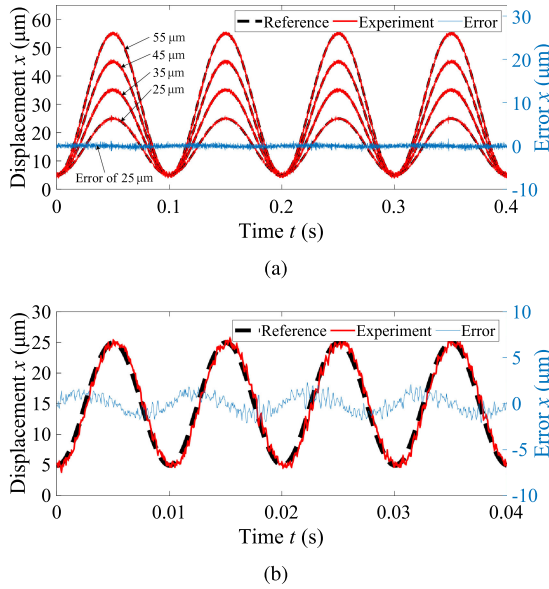 Reference Experiment Error
55 μm
45 μm
35 μm
25 μm
Error of 25 μm
60
50
40
30
20
10
0
Displacement x (μm)
30
20
10
0
-10
Error x (μm)
0 0.1 0.2 0.3 0.4
Time t (s)
(a)
Reference Experiment Error
30
25
20
15
10
5
0
Displacement x (μm)
10
5
0
-5
-10
Error x (μm)
0 0.01 0.02 0.03 0.04
Time t (s)
(b)